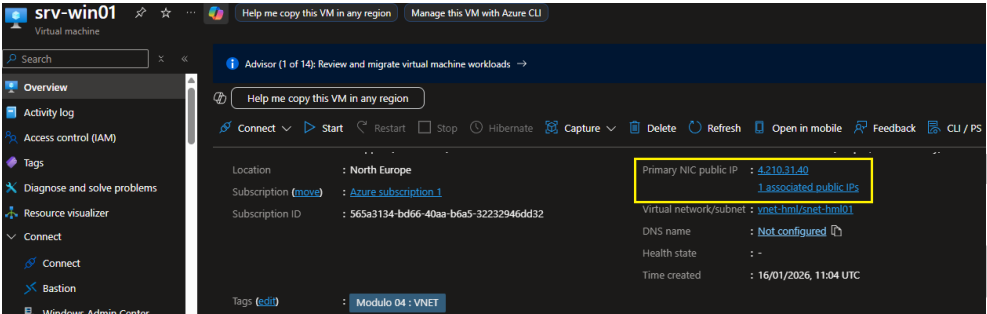 srv-win01
Virtual machine
Help me copy this VM in any region
Manage this VM with Azure CLI
Search
Overview
Activity log
Access control (IAM)
Tags
Diagnose and solve problems
Resource visualizer
Connect
Connect
Bastion
Windows Admin Center
Advisor (1 of 14): Review and migrate virtual machine workloads →
Help me copy this VM in any region
Connect Start Restart Stop Hibernate Capture Delete Refresh Open in mobile Feedback CLI / PS
Location : North Europe
Subscription (move) : Azure subscription 1
Subscription ID : 565a3134-bd66-40aa-b6a5-32232946dd32
Primary NIC public IP : 4.210.31.40
1 associated public IPs
Virtual network/subnet : vnet-hml/snet-hml01
DNS name : Not configured
Health state : -
Time created : 16/01/2026, 11:04 UTC
Tags (edit) : Modulo 04 : VNET